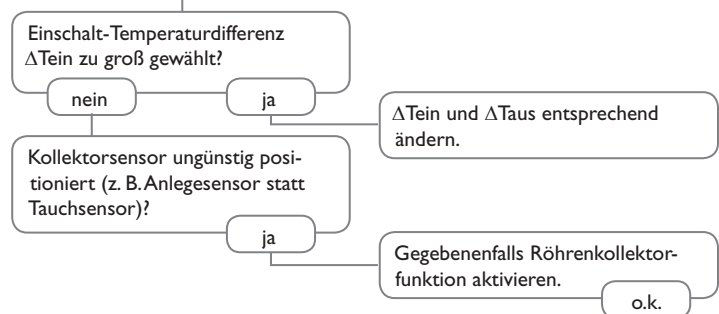 Einschalt-Temperaturdifferenz
ΔTein zu groß gewählt?
nein
ja
ΔTein und ΔTaus entsprechend
ändern.
Kollektorsensor ungünstig posi-
tioniert (z. B. Anlegesensor statt
Tauchsensor)?
ja
Gegebenenfalls Röhrenkollektor-
funktion aktivieren.
o.k.